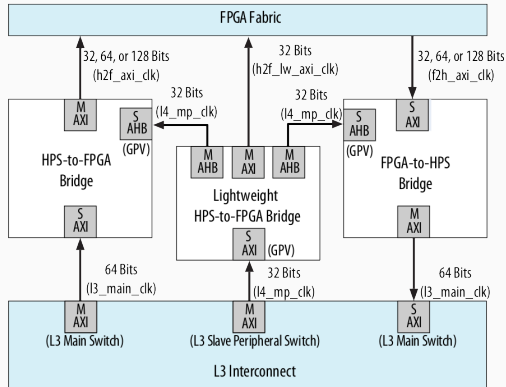 FPGA Fabric
32, 64, or 128 Bits
(h2f_axi_clk)
32 Bits
(h2f_lw_axi_clk)
32, 64, or 128 Bits
(f2h_axi_clk)
32 Bits
(l4_mp_clk)
32 Bits
(l4_mp_clk)
M
AXI
S
AHB
(GPV)
HPS-to-FPGA
Bridge
S
AXI
M
AHB
M
AXI
M
AHB
Lightweight
HPS-to-FPGA Bridge
S
AXI
(GPV)
S
AHB
(GPV)
S
AXI
FPGA-to-HPS
Bridge
M
AXI
64 Bits
(l3_main_clk)
32 Bits
(l4_mp_clk)
64 Bits
(l3_main_clk)
M
AXI
(L3 Main Switch)
M
AXI
(L3 Slave Peripheral Switch)
S
AXI
(L3 Main Switch)
L3 Interconnect